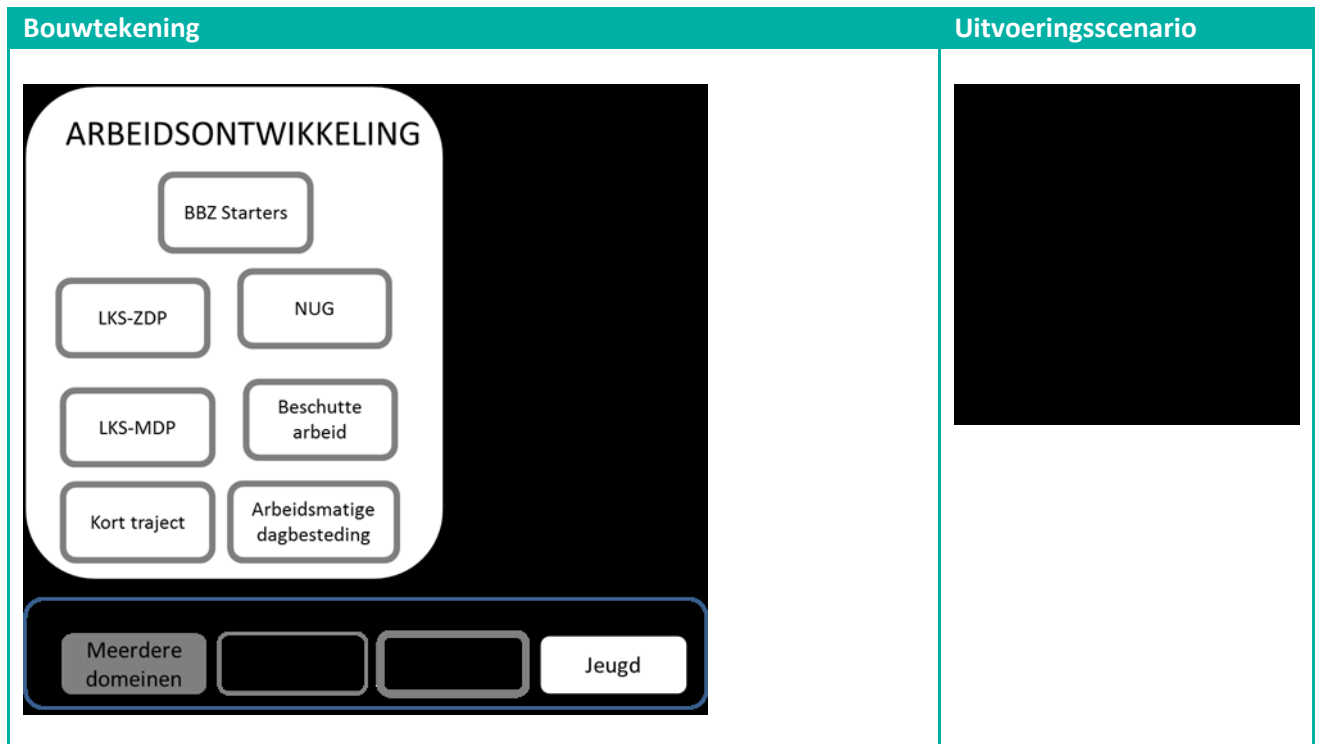 Bouwtekening
Uitvoeringsscenario
ARBEIDSONTWIKKELING
BBZ Starters
LKS-ZDP
NUG
LKS-MDP
Beschutte
arbeid
Kort traject
Arbeidsmatige
dagbesteding
Meerdere
domeinen
Jeugd